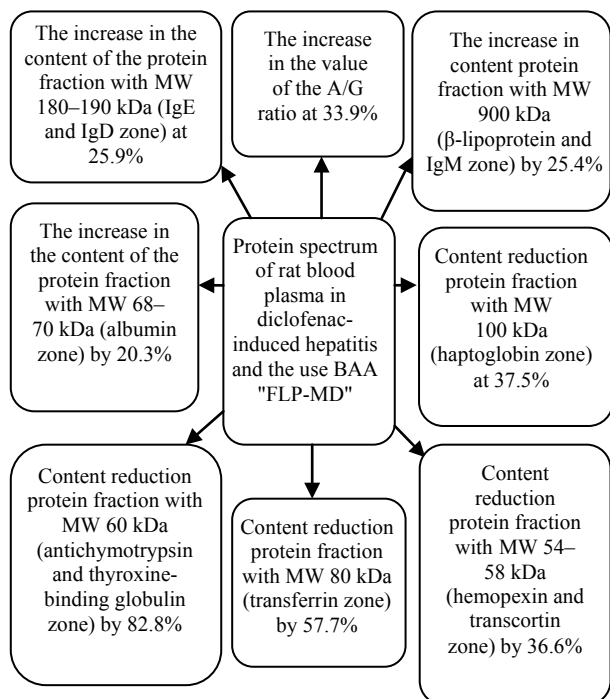 The increase in the
content of the protein
fraction with MW
180–190 kDa (IgE
and IgD zone) at
25.9%
The increase
in the value
of the A/G
ratio at 33.9%
The increase in
content protein
fraction with MW
900 kDa
(β-lipoprotein and
IgM zone) by 25.4%
The increase in
the content of the
protein fraction
with MW 68–
70 kDa (albumin
zone) by 20.3%
Protein spectrum
of rat blood
plasma in
diclofenac-
induced hepatitis
and the use BAA
"FLP-MD"
Content reduction
protein fraction
with MW
100 kDa
(haptoglobin zone)
at 37.5%
Content reduction
protein fraction with
MW 60 kDa
(antichymotrypsin
and thyroxine-
binding globulin
zone) by 82.8%
Content reduction
protein fraction
with MW 80 kDa
(transferrin zone)
by 57.7%
Content
reduction
protein fraction
with MW 54–
58 kDa
(hemopexin and
transcortin
zone) by 36.6%